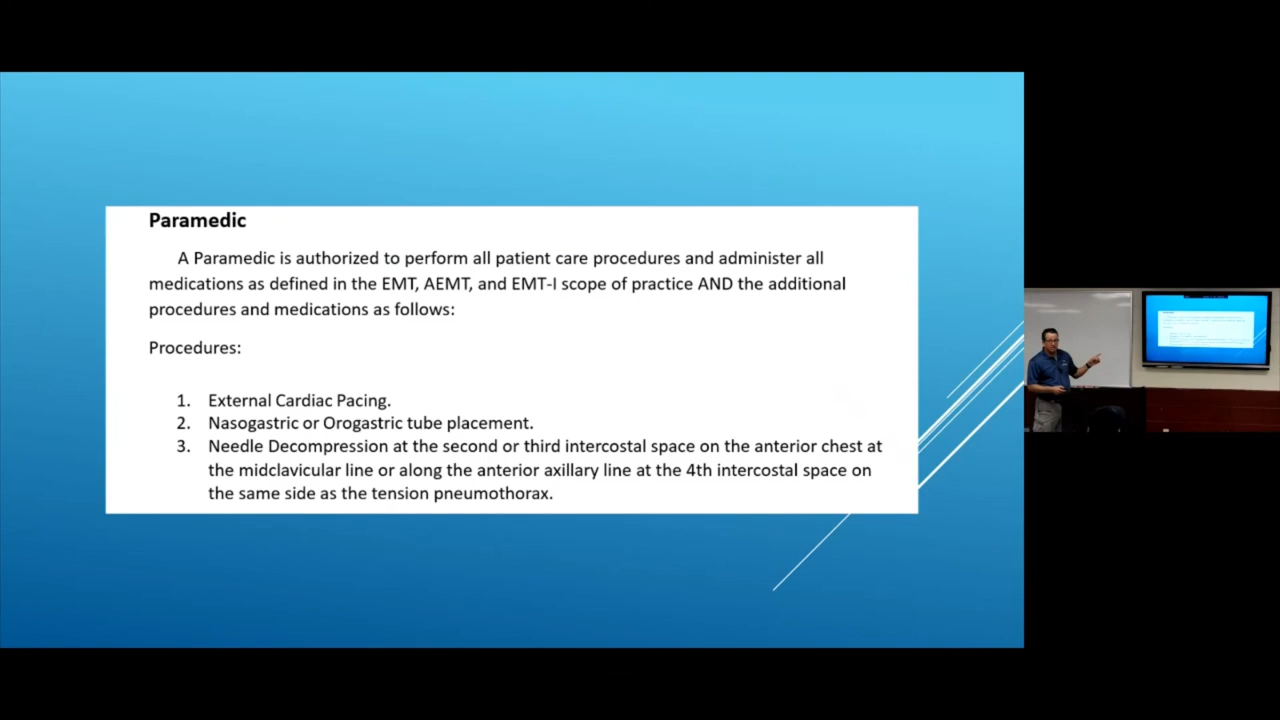 Paramedic
A Paramedic is authorized to perform all patient care procedures and administer all
medications as defined in the EMT, AEMT, and EMT-I scope of practice AND the additional
procedures and medications as follows:
Procedures:
1. External Cardiac Pacing.
2. Nasogastric or Orogastric tube placement.
3. Needle Decompression at the second or third intercostal space on the anterior chest at
the midclavicular line or along the anterior axillary line at the 4th intercostal space on
the same side as the tension pneumothorax.